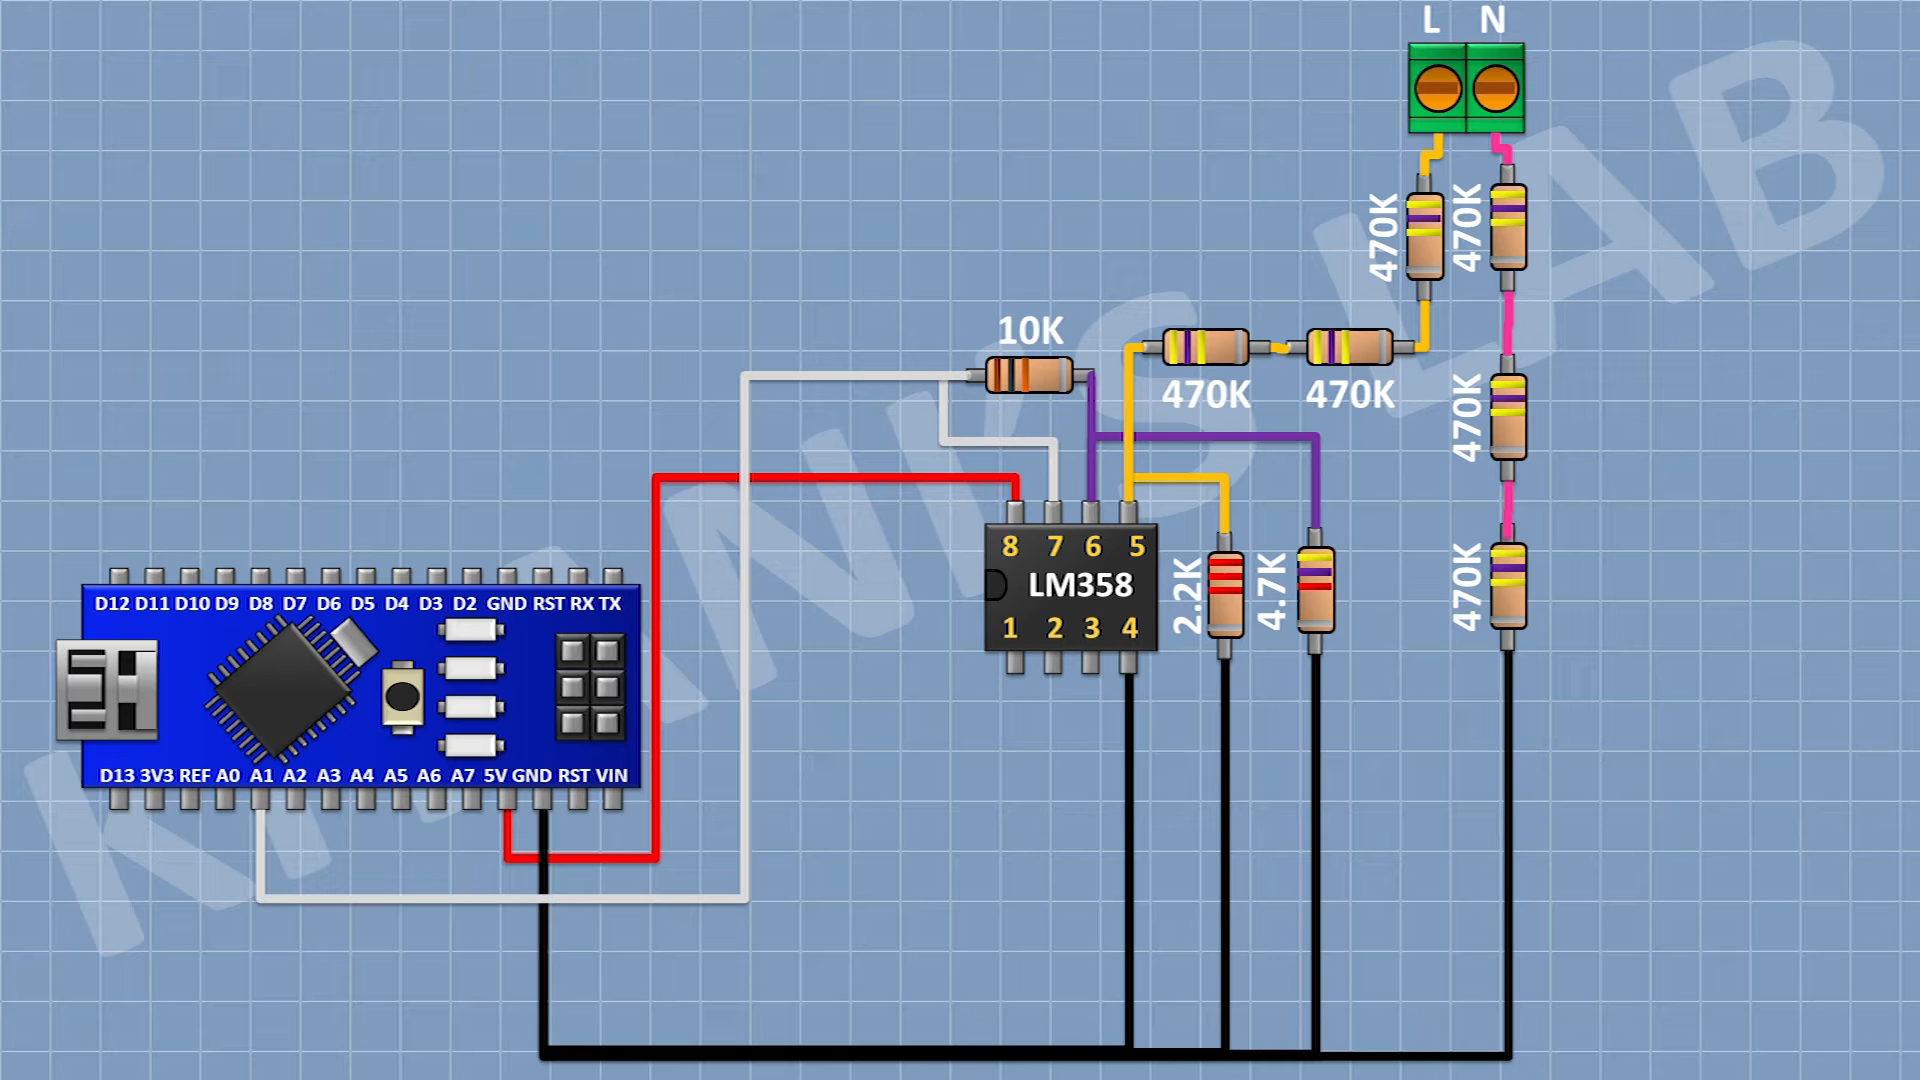 L N
470K
470K
10K
470K
470K
470K
8 7 6 5
LM358
1 2 3 4
2.2K
4.7K
470K
D12 D11 D10 D9 D8 D7 D6 D5 D4 D3 D2 GND RST RX TX
D13 3V3 REF A0 A1 A2 A3 A4 A5 A6 A7 5V GND RST VIN
KHANKS LAB